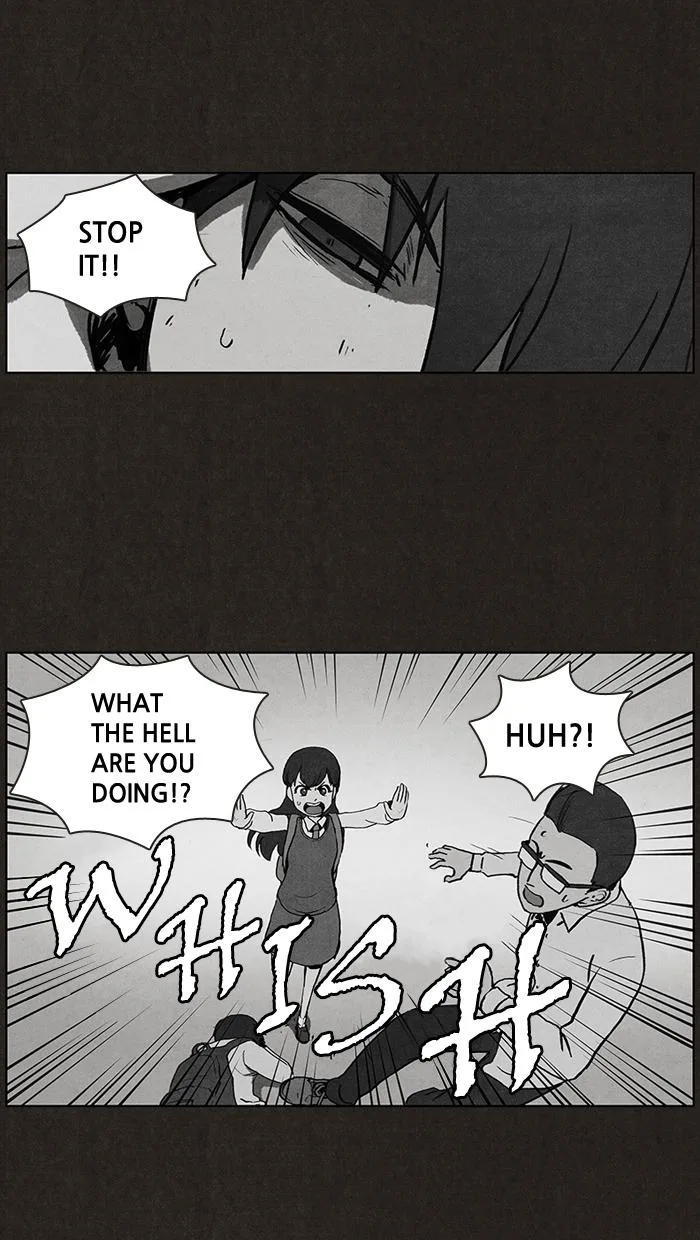 STOP
IT!!
WHAT
THE HELL
ARE YOU
DOING!?
HUH?!
WHISH